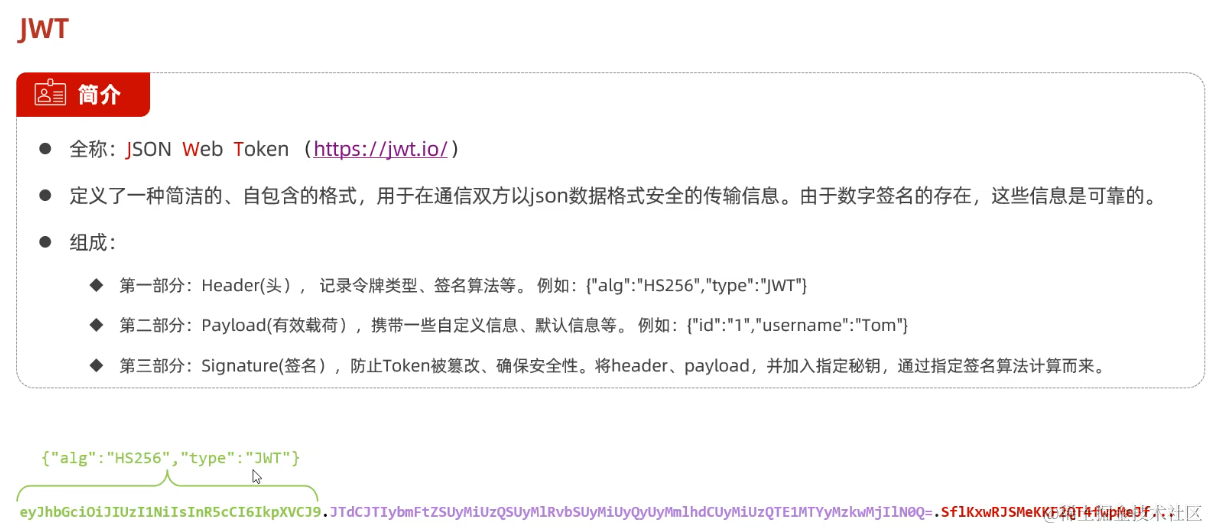 JWT
简介
全称：JSON Web Token （https://jwt.io/）
定义了一种简洁的、自包含的格式，用于在通信双方以json数据格式安全的传输信息。由于数字签名的存在，这些信息是可靠的。
组成：
第一部分：Header(头）， 记录令牌类型、签名算法等。 例如：{"alg":"HS256","type":"JWT"}
第二部分：Payload(有效载荷），携带一些自定义信息、默认信息等。 例如：{"id":"1","username":"Tom"}
第三部分：Signature(签名），防止Token被篡改、确保安全性。将header、payload，并加入指定秘钥，通过指定签名算法计算而来。
{"alg":"HS256","type":"JWT"}
eyJhbGciOiJIUzI1NiIsInR5cCI6IkpXVCJ9.JTdCJTIybmFtZSUyMiUzQSUyMlRvbSUyMiUyQyUyMmlhdCUyMiUzQTE1MTYyMzkwMjIlN0Q=.SflKxwRJSMeKKF2QT4fwpMeJf...
@稀土掘金技术社区